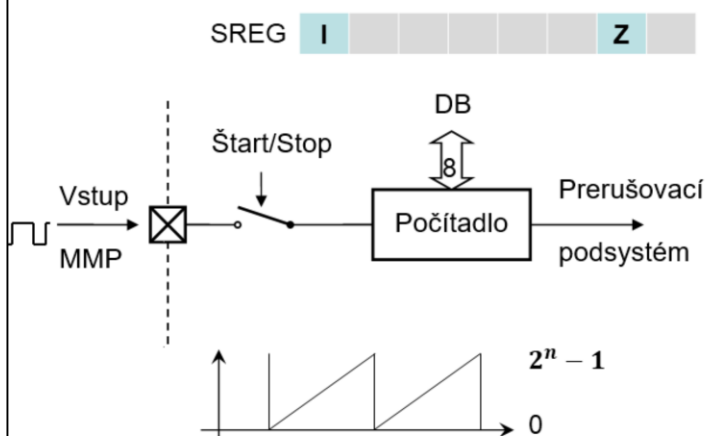 SREG I Z
DB
8
Štart/Stop
Vstup
MMP
Počítadlo
Prerušovací
podsystém
2ⁿ − 1
0